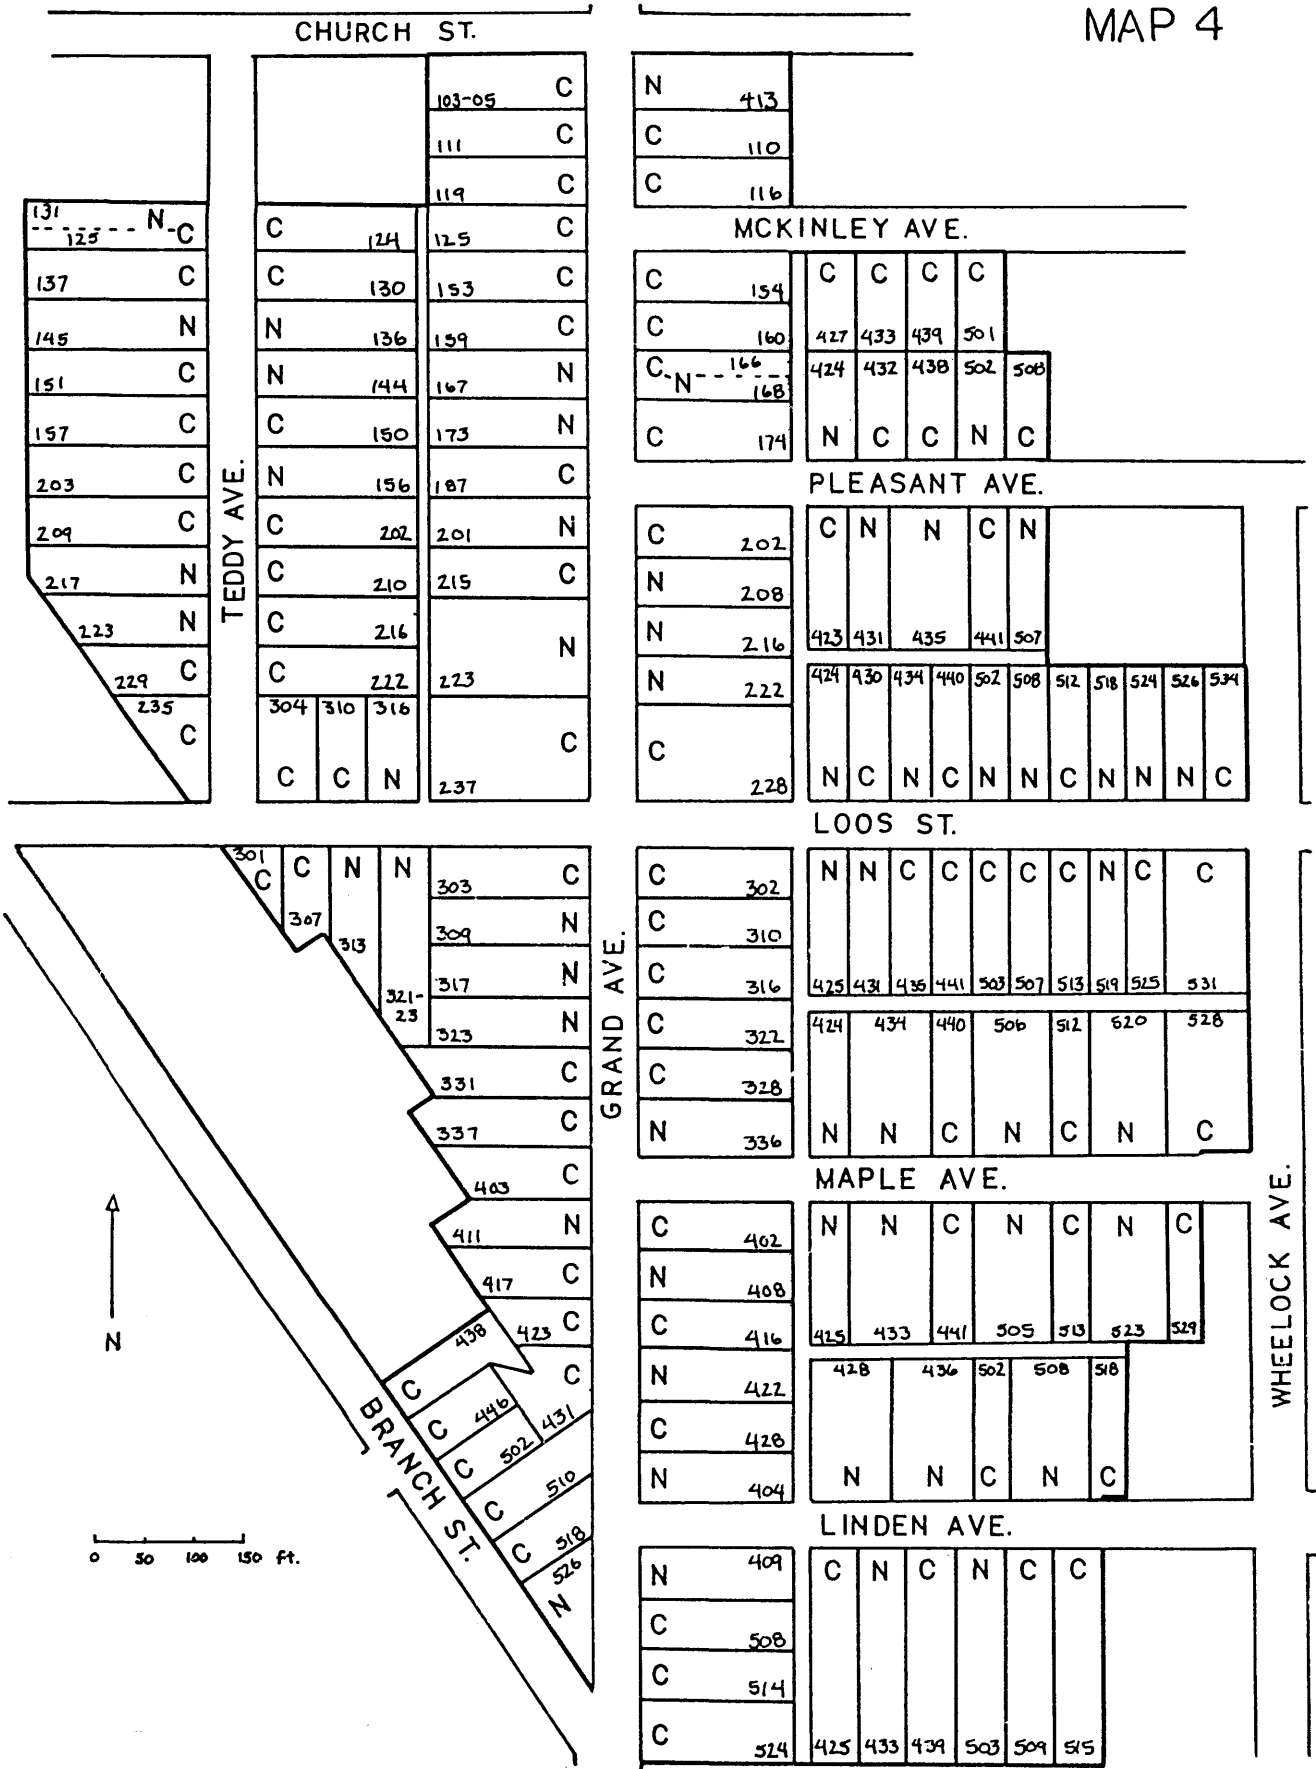 MAP 4
CHURCH ST.
103-05 C
111 C
119 C
N 413
C 110
C 116
131 N-C
125
137 C
145 N
151 C
157 C
203 C
209 C
217 N
223 N
229 C
235 C
TEDDY AVE.
C 124
C 130
N 136
N 144
C 150
N 156
C 202
C 210
C 216
C 222
304 310 316
C C N
125 C
153 C
159 C
167 N
173 N
187 C
201 N
215 C
223 N
237 C
MCKINLEY AVE.
C 154
C 160
C-N 166
168
C 174
C C C C
427 433 439 501
424 432 438 502 508
N C C N C
PLEASANT AVE.
C 202
N 208
N 216
N 222
C 228
C N N C N
423 431 435 441 507
424 430 434 440 502 508 512 518 524 526 534
N C N C N N C N N N C
LOOS ST.
301 C
C 307
N 313
N 321-
23
303 C
309 N
317 N
323 N
331 C
337 C
403 C
411 N
417 C
423 C
C 431
GRAND AVE.
C 302
C 310
C 316
C 322
C 328
N 336
N N C C C C C N C C
425 431 435 441 503 507 513 519 525 531
424 434 440 506 512 520 528
N N C N C N C
MAPLE AVE.
C 402
N 408
C 416
N 422
C 428
N 404
N N C N C N C
425 433 441 505 513 523 529
428 436 502 508 518
N N C N C
WHEELOCK AVE.
N
438 C
446 C
502 C
510 C
518 C
526 N
BRANCH ST.
0 50 100 150 ft.
LINDEN AVE.
N 409
C 508
C 514
C 524
C N C N C C
425 433 439 503 509 515